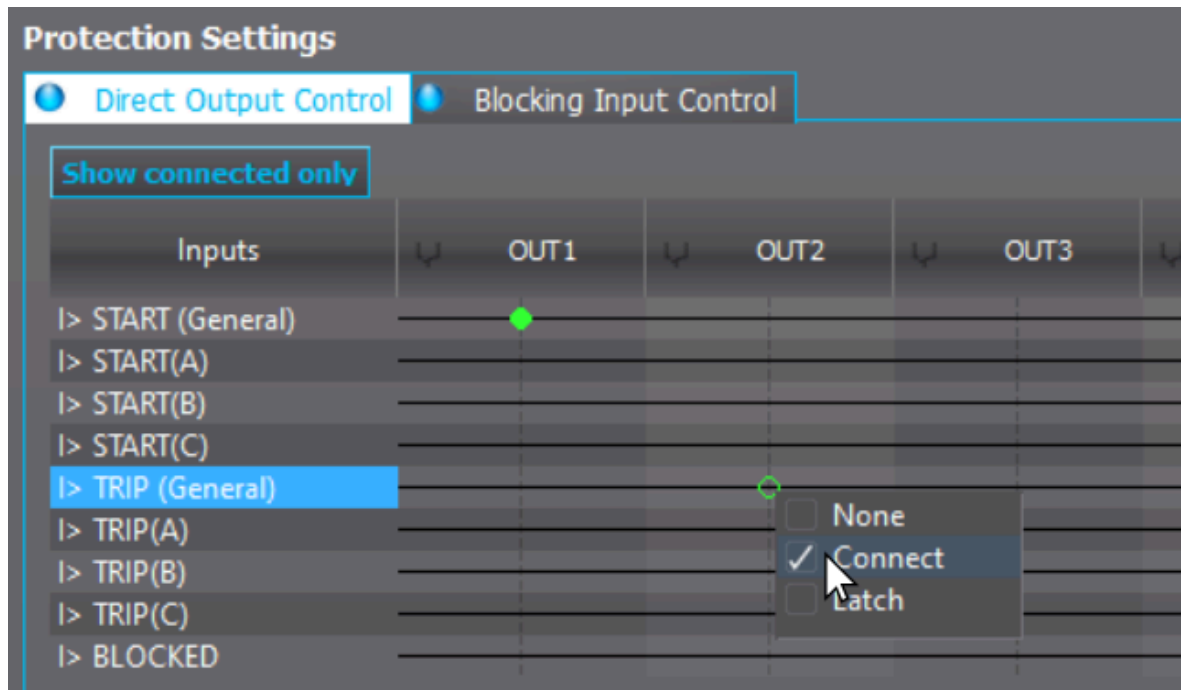 Protection Settings
Direct Output Control Blocking Input Control
Show connected only
Inputs OUT1 OUT2 OUT3
I> START (General)
I> START(A)
I> START(B)
I> START(C)
I> TRIP (General)
None
I> TRIP(A)
Connect
I> TRIP(B)
Latch
I> TRIP(C)
I> BLOCKED